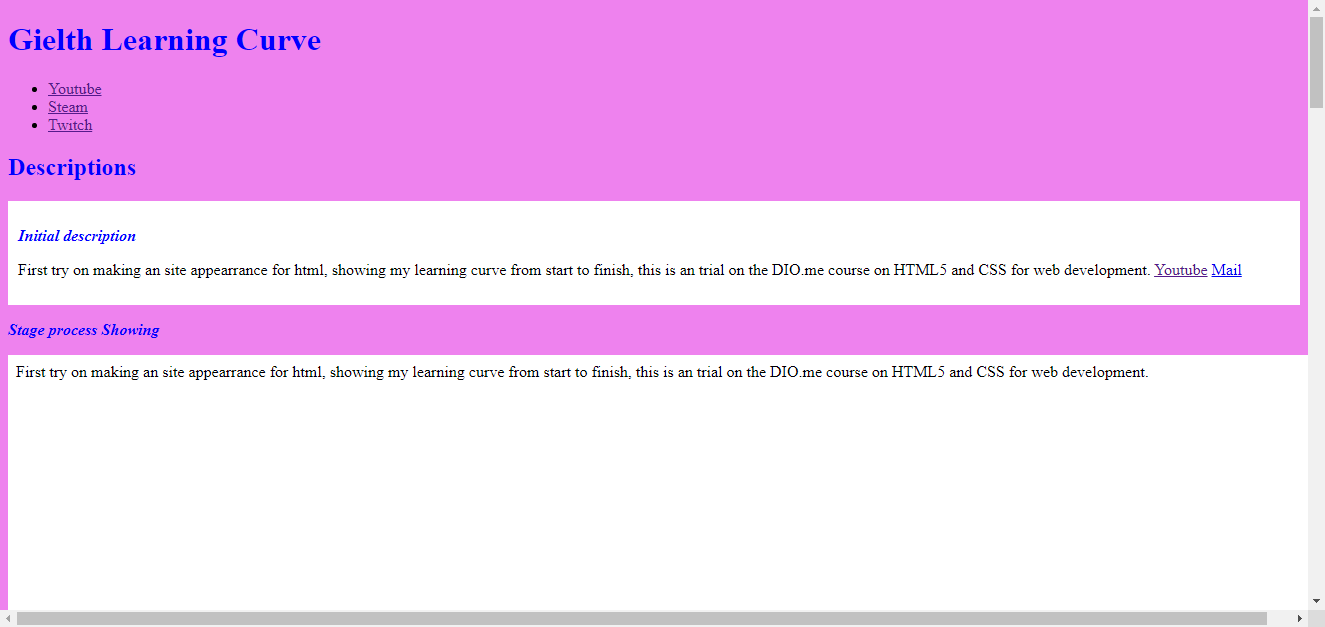 Gielth Learning Curve
Youtube
Steam
Twitch
Descriptions
Initial description
First try on making an site appearrance for html, showing my learning curve from start to finish, this is an trial on the DIO.me course on HTML5 and CSS for web development. Youtube Mail
Stage process Showing
First try on making an site appearrance for html, showing my learning curve from start to finish, this is an trial on the DIO.me course on HTML5 and CSS for web development.